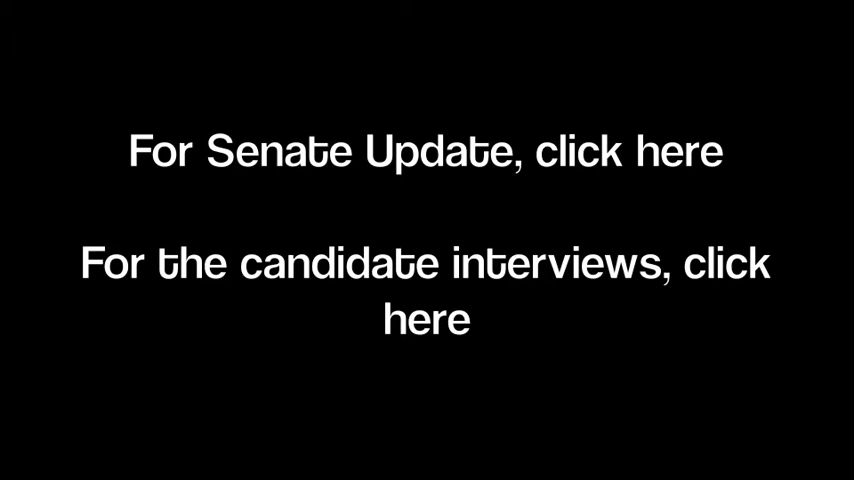 For Senate Update, click here
For the candidate interviews, click
here